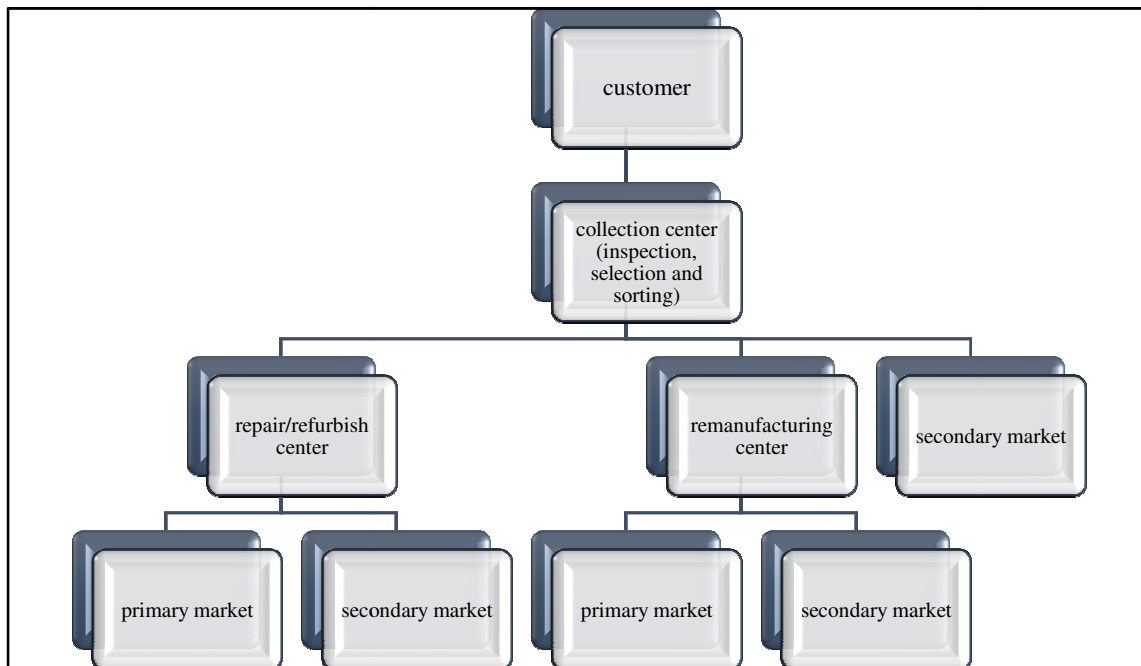 customer
collection center
(inspection,
selection and
sorting)
repair/refurbish
center
remanufacturing
center
secondary market
primary market
secondary market
primary market
secondary market